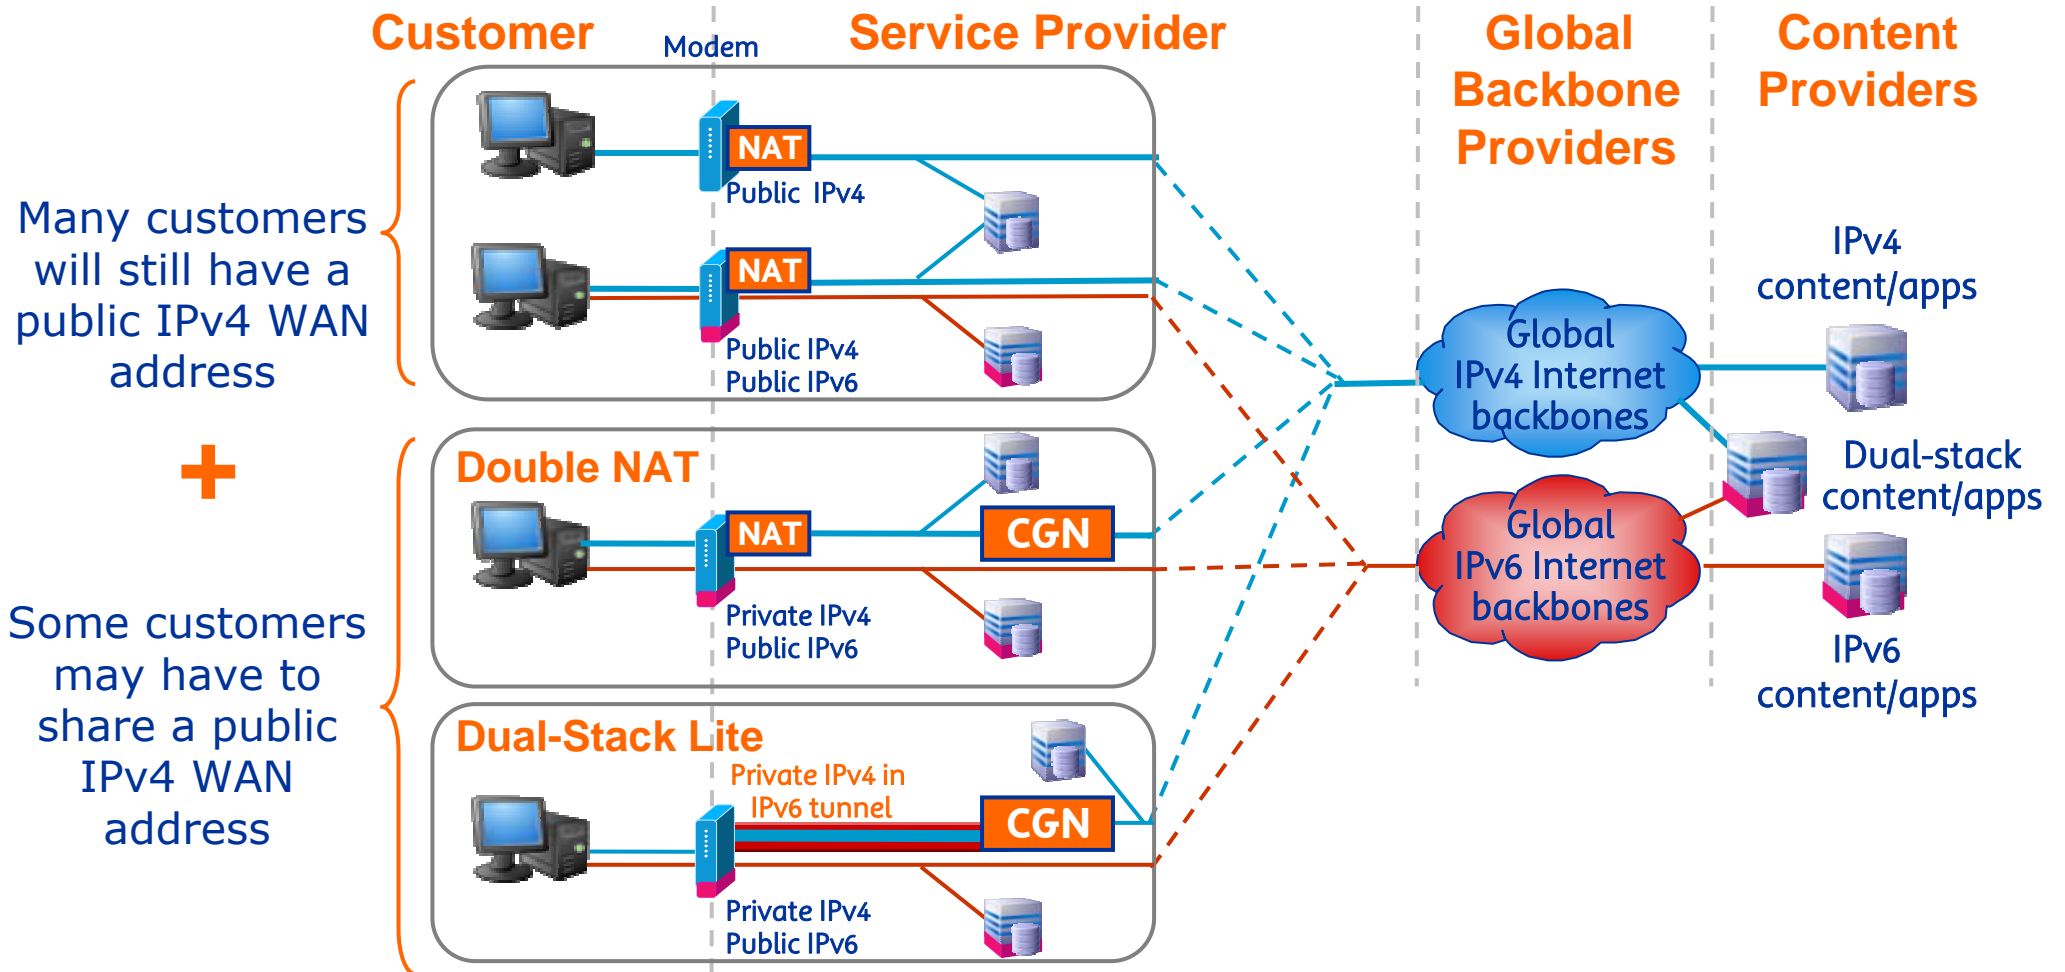 Customer
Modem
Service Provider
Global
Backbone
Providers
Content
Providers
Many customers
will still have a
public IPv4 WAN
address
+
Some customers
may have to
share a public
IPv4 WAN
address
NAT
Public IPv4
NAT
Public IPv4
Public IPv6
Double NAT
NAT
CGN
Private IPv4
Public IPv6
Dual-Stack Lite
Private IPv4 in
IPv6 tunnel
CGN
Private IPv4
Public IPv6
Global
IPv4 Internet
backbones
Global
IPv6 Internet
backbones
IPv4
content/apps
Dual-stack
content/apps
IPv6
content/apps